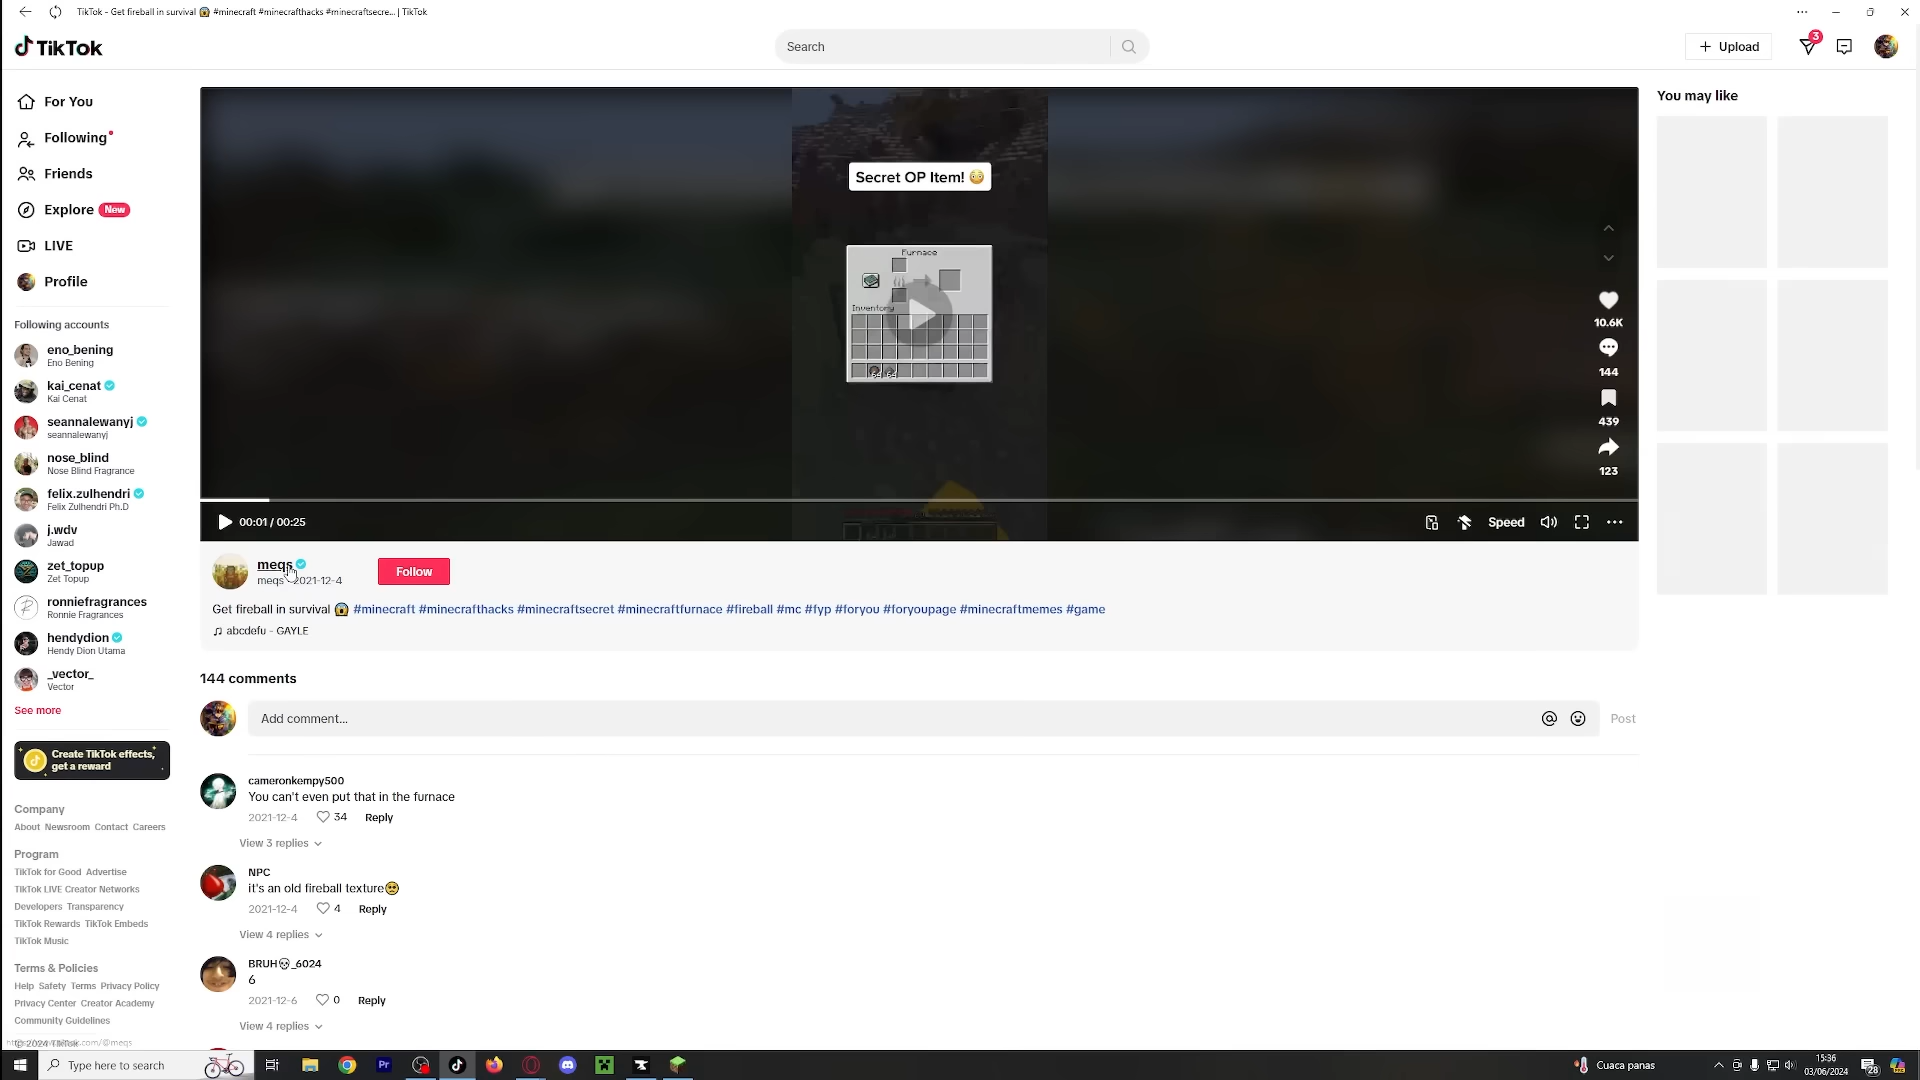 TikTok - Get fireball in survival 😱 #minecraft #minecrafthacks #minecraftsecre... | TikTok
TikTok
Search
Upload
3
For You
Following
Friends
Explore New
LIVE
Profile
Following accounts
eno_bening
Eno Bening
kai_cenat
Kai Cenat
seannalewanyj
seannalewanyj
nose_blind
Nose Blind Fragrance
felix.zulhendri
Felix Zulhendri Ph.D
j.wdv
Jawad
zet_topup
Zet Topup
ronniefragrances
Ronnie Fragrances
hendydion
Hendy Dion Utama
_vector_
Vector
See more
Create TikTok effects,
get a reward
Company
About Newsroom Contact Careers
Program
TikTok for Good Advertise
TikTok LIVE Creator Networks
Developers Transparency
TikTok Rewards TikTok Embeds
TikTok Music
Terms & Policies
Help Safety Terms Privacy Policy
Privacy Center Creator Academy
Community Guidelines
© 2024 TikTok
Secret OP Item! 😳
Furnace
Inventory
64 64
10.6K
144
439
123
00:01 / 00:25
Speed
meqs
meqs · 2021-12-4
Follow
Get fireball in survival 😱 #minecraft #minecrafthacks #minecraftsecret #minecraftfurnace #fireball #mc #fyp #foryou #foryoupage #minecraftmemes #game
♫ abcdefu - GAYLE
144 comments
Add comment...
Post
cameronkempy500
You can't even put that in the furnace
2021-12-4 34 Reply
View 3 replies
NPC
it's an old fireball texture🥺
2021-12-4 4 Reply
View 4 replies
BRUH💀_6024
6
2021-12-6 0 Reply
View 4 replies
You may like
Type here to search
Pr
Cuaca panas
15:36
03/06/2024
28